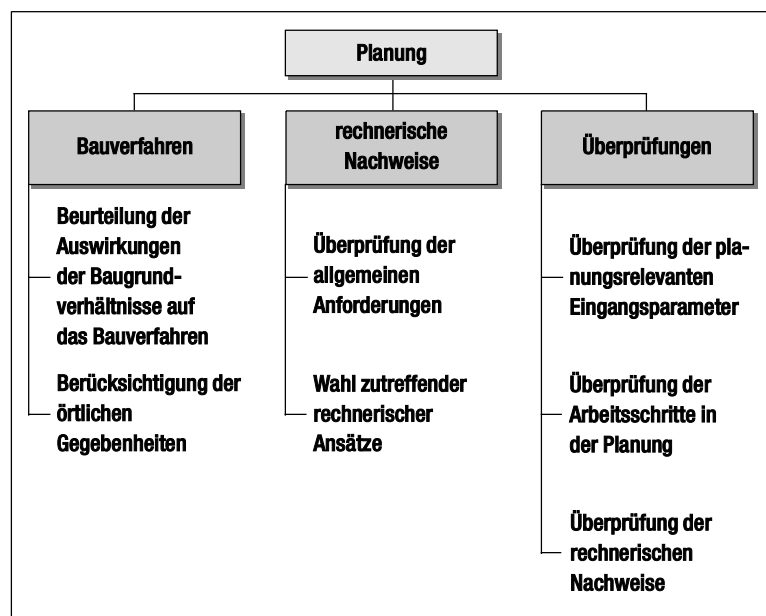 Planung
Bauverfahren
rechnerische
Nachweise
Überprüfungen
Beurteilung der
Auswirkungen
der Baugrund-
verhältnisse auf
das Bauverfahren
Berücksichtigung der
örtlichen
Gegebenheiten
Überprüfung der
allgemeinen
Anforderungen
Wahl zutreffender
rechnerischer
Ansätze
Überprüfung der pla-
nungsrelevanten
Eingangsparameter
Überprüfung der
Arbeitsschritte in
der Planung
Überprüfung der
rechnerischen
Nachweise